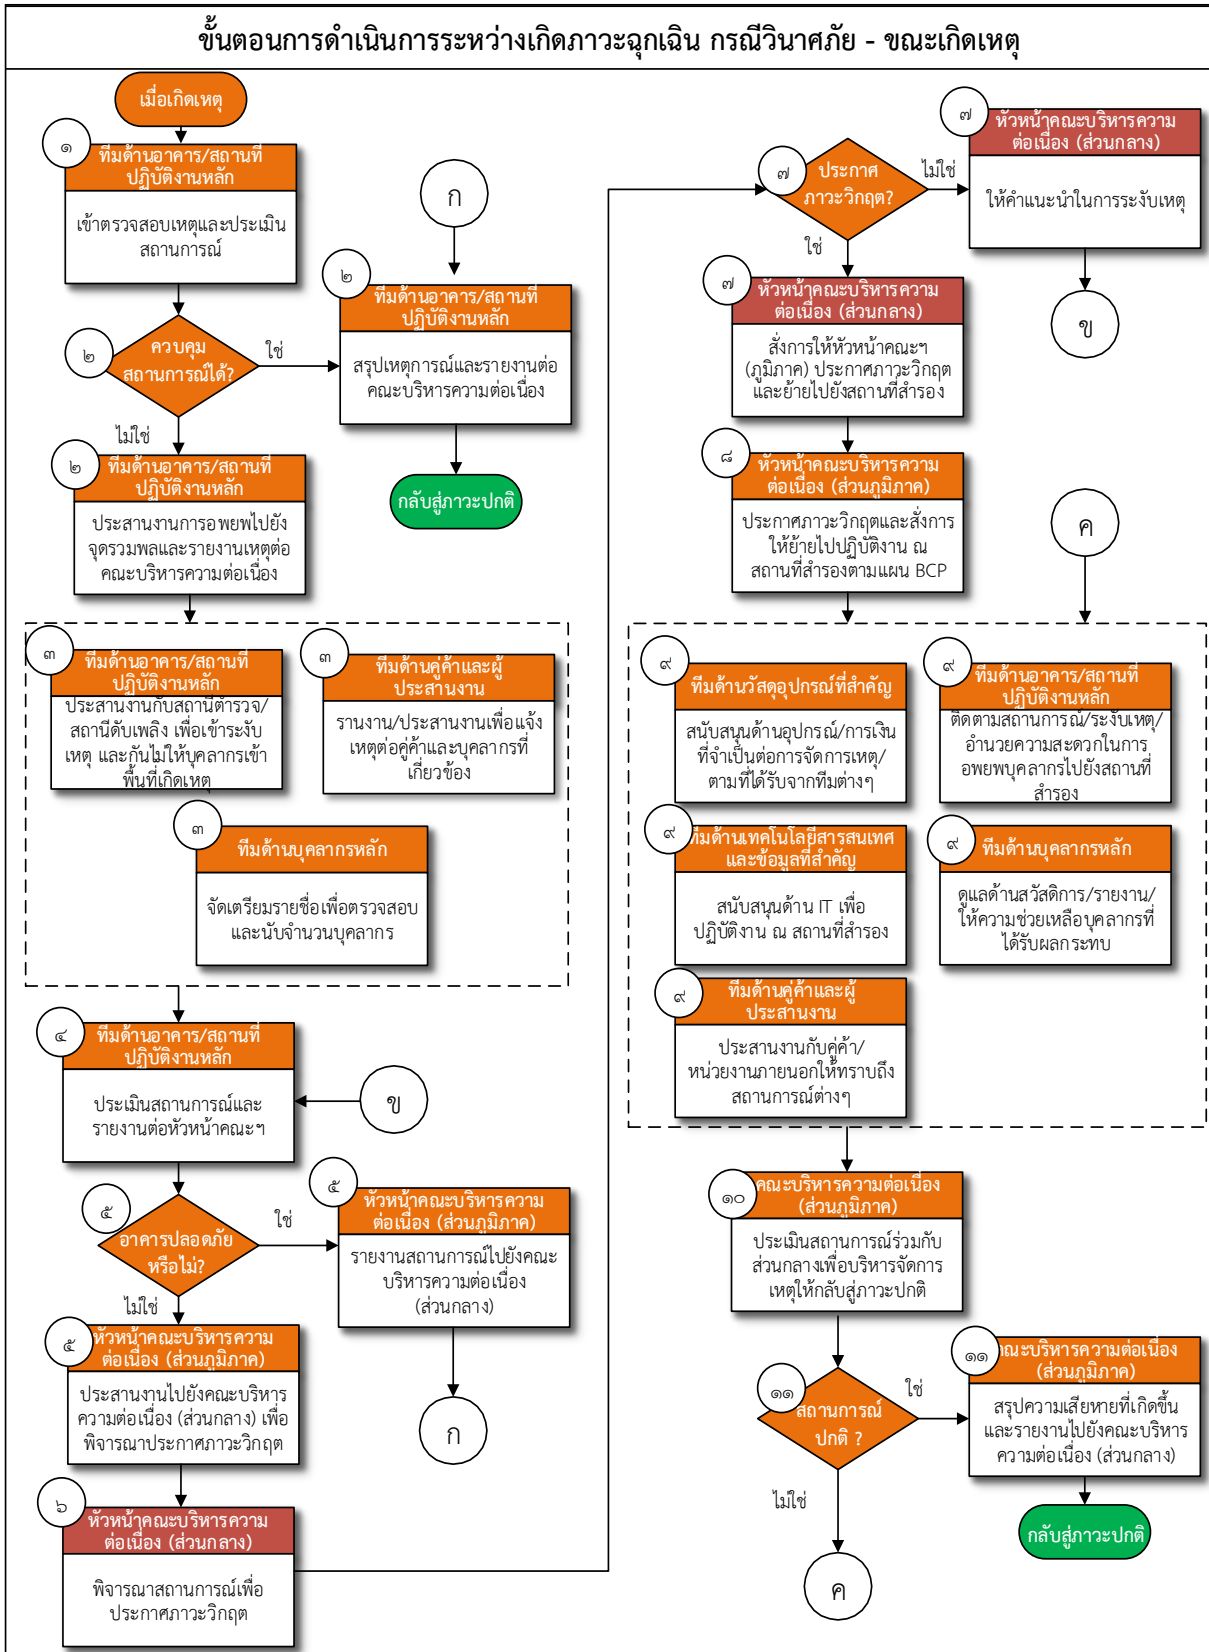 ขั้นตอนการดำเนินการระหว่างเกิดภาวะฉุกเฉิน กรณีวินาศภัย - ขณะเกิดเหตุ
เมื่อเกิดเหตุ
๑
ทีมด้านอาคาร/สถานที่
ปฏิบัติงานหลัก
เข้าตรวจสอบเหตุและประเมิน
สถานการณ์
๒
ควบคุม
สถานการณ์ได้?
ใช่
ไม่ใช่
ก
๒
ทีมด้านอาคาร/สถานที่
ปฏิบัติงานหลัก
สรุปเหตุการณ์และรายงานต่อ
คณะบริหารความต่อเนื่อง
กลับสู่ภาวะปกติ
๒
ทีมด้านอาคาร/สถานที่
ปฏิบัติงานหลัก
ประสานงานการอพยพไปยัง
จุดรวมพลและรายงานเหตุต่อ
คณะบริหารความต่อเนื่อง
๓
ทีมด้านอาคาร/สถานที่
ปฏิบัติงานหลัก
ประสานงานกับสถานีตำรวจ/
สถานีดับเพลิง เพื่อเข้าระงับ
เหตุ และกันไม่ให้บุคลากรเข้า
พื้นที่เกิดเหตุ
๓
ทีมด้านคู่ค้าและผู้
ประสานงาน
รานงาน/ประสานงานเพื่อแจ้ง
เหตุต่อคู่ค้าและบุคลากรที่
เกี่ยวข้อง
๓
ทีมด้านบุคลากรหลัก
จัดเตรียมรายชื่อเพื่อตรวจสอบ
และนับจำนวนบุคลากร
๔
ทีมด้านอาคาร/สถานที่
ปฏิบัติงานหลัก
ประเมินสถานการณ์และ
รายงานต่อหัวหน้าคณะฯ
ข
๕
อาคารปลอดภัย
หรือไม่?
ใช่
ไม่ใช่
๕
หัวหน้าคณะบริหารความ
ต่อเนื่อง (ส่วนภูมิภาค)
รายงานสถานการณ์ไปยังคณะ
บริหารความต่อเนื่อง
(ส่วนกลาง)
ก
๕
หัวหน้าคณะบริหารความ
ต่อเนื่อง (ส่วนภูมิภาค)
ประสานงานไปยังคณะบริหาร
ความต่อเนื่อง (ส่วนกลาง) เพื่อ
พิจารณาประกาศภาวะวิกฤต
๖
หัวหน้าคณะบริหารความ
ต่อเนื่อง (ส่วนกลาง)
พิจารณาสถานการณ์เพื่อ
ประกาศภาวะวิกฤต
๗
ประกาศ
ภาวะวิกฤต?
ไม่ใช่
ใช่
๗
หัวหน้าคณะบริหารความ
ต่อเนื่อง (ส่วนกลาง)
ให้คำแนะนำในการระงับเหตุ
ข
๗
หัวหน้าคณะบริหารความ
ต่อเนื่อง (ส่วนกลาง)
สั่งการให้หัวหน้าคณะฯ
(ภูมิภาค) ประกาศภาวะวิกฤต
และย้ายไปยังสถานที่สำรอง
๘
หัวหน้าคณะบริหารความ
ต่อเนื่อง (ส่วนภูมิภาค)
ประกาศภาวะวิกฤตและสั่งการ
ให้ย้ายไปปฏิบัติงาน ณ
สถานที่สำรองตามแผน BCP
ค
๙
ทีมด้านวัสดุอุปกรณ์ที่สำคัญ
สนับสนุนด้านอุปกรณ์/การเงิน
ที่จำเป็นต่อการจัดการเหตุ/
ตามที่ได้รับจากทีมต่างๆ
๙
ทีมด้านอาคาร/สถานที่
ปฏิบัติงานหลัก
ติดตามสถานการณ์/ระงับเหตุ/
อำนวยความสะดวกในการ
อพยพบุคลากรไปยังสถานที่
สำรอง
๙
ทีมด้านเทคโนโลยีสารสนเทศ
และข้อมูลที่สำคัญ
สนับสนุนด้าน IT เพื่อ
ปฏิบัติงาน ณ สถานที่สำรอง
๙
ทีมด้านบุคลากรหลัก
ดูแลด้านสวัสดิการ/รายงาน/
ให้ความช่วยเหลือบุคลากรที่
ได้รับผลกระทบ
๙
ทีมด้านคู่ค้าและผู้
ประสานงาน
ประสานงานกับคู่ค้า/
หน่วยงานภายนอกให้ทราบถึง
สถานการณ์ต่างๆ
๑๐
คณะบริหารความต่อเนื่อง
(ส่วนภูมิภาค)
ประเมินสถานการณ์ร่วมกับ
ส่วนกลางเพื่อบริหารจัดการ
เหตุให้กลับสู่ภาวะปกติ
๑๑
สถานการณ์
ปกติ ?
ใช่
ไม่ใช่
๑๑
คณะบริหารความต่อเนื่อง
(ส่วนภูมิภาค)
สรุปความเสียหายที่เกิดขึ้น
และรายงานไปยังคณะบริหาร
ความต่อเนื่อง (ส่วนกลาง)
กลับสู่ภาวะปกติ
ค